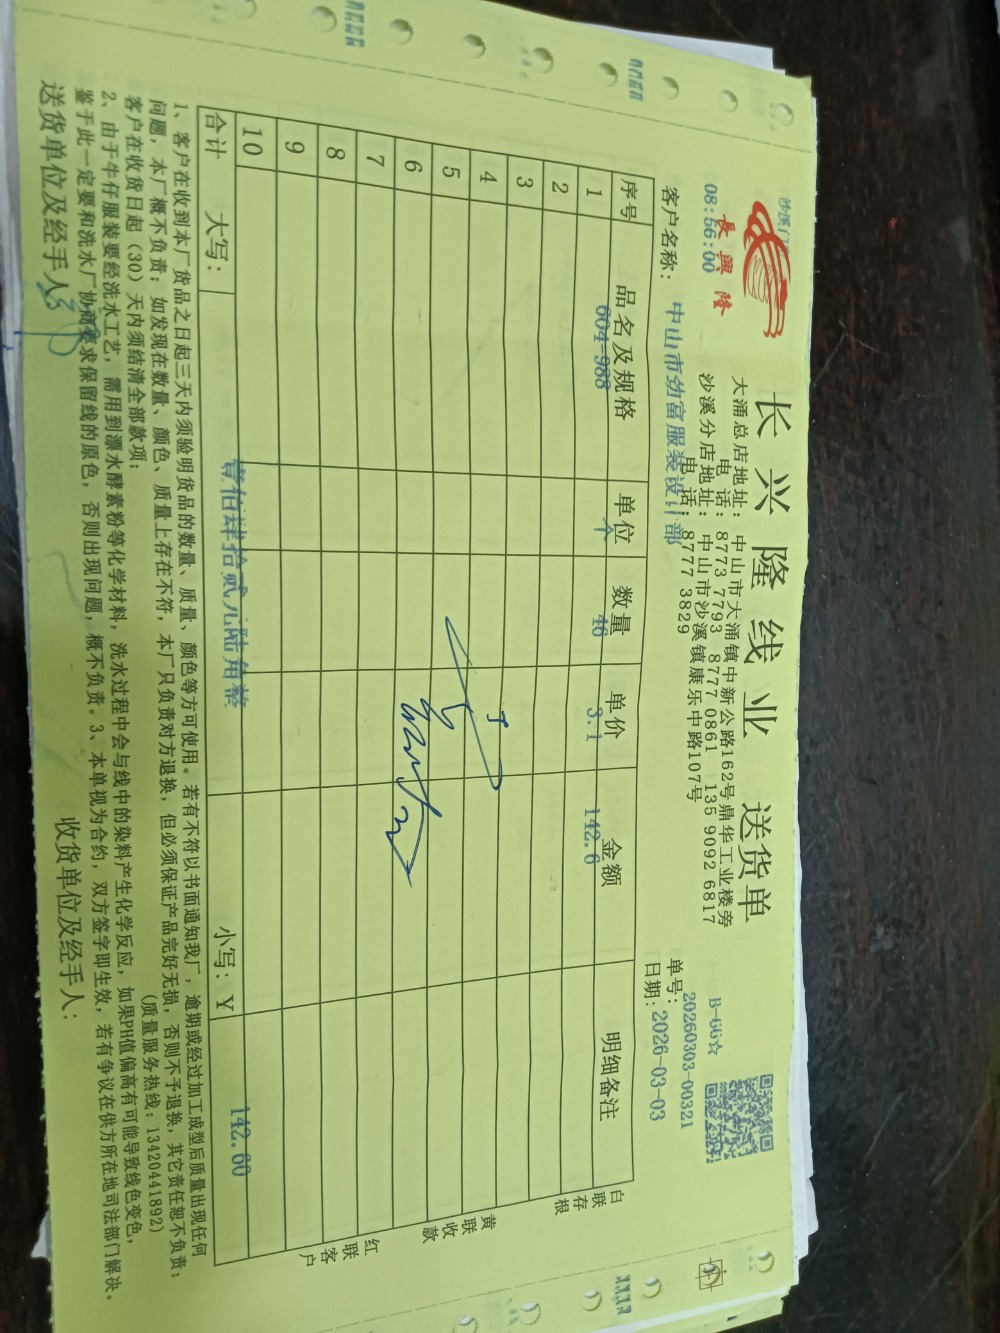 沙溪门
08:56:00
長興隆
长兴隆线业 送货单
大涌总店地址：中山市大涌镇中新公路162号鼎华工业楼旁
电话：8773 7793 8777 0861 135 9092 6817
沙溪分店地址：中山市沙溪镇康乐中路107号
电话：8777 3829
B-66☆
单号：20260303-00321
客户名称：中山市劲富服装设计部
日期：2026-03-03
序号 品名及规格 单位 数量 单价 金额 明细备注
1 604-988 个 46 3.1 142.6
2
3
4
5
6
7
8
9
10
合计 大写：壹佰肆拾贰元陆角整 小写：￥ 142.60
白联存根
黄联收款
红联客户
1、客户在收到本厂货品之日起三天内须验明货品的数量、质量、颜色等方可使用。若有不符以书面通知我厂，逾期或经过加工成型后质量出现任何
问题，本厂概不负责；如发现在数量、颜色、质量上存在不符，本厂只负责对方退换，但必须保证产品完好无损，否则不予退换，其它责任恕不负责；
客户在收货日起（30）天内须结清全部款项； （质量服务热线：13420441892）
2、由于牛仔服装要经洗水工艺，需用到漂水酵素粉等化学材料，洗水过程中会与线中的染料产生化学反应，如果PH值偏高有可能导致线色变色，
鉴于此一定要和洗水厂协商要求保留线的原色，否则出现问题，概不负责。3、本单视为合约，双方签字即生效，若有争议在供方所在地司法部门解决。
送货单位及经手人： 收货单位及经手人：